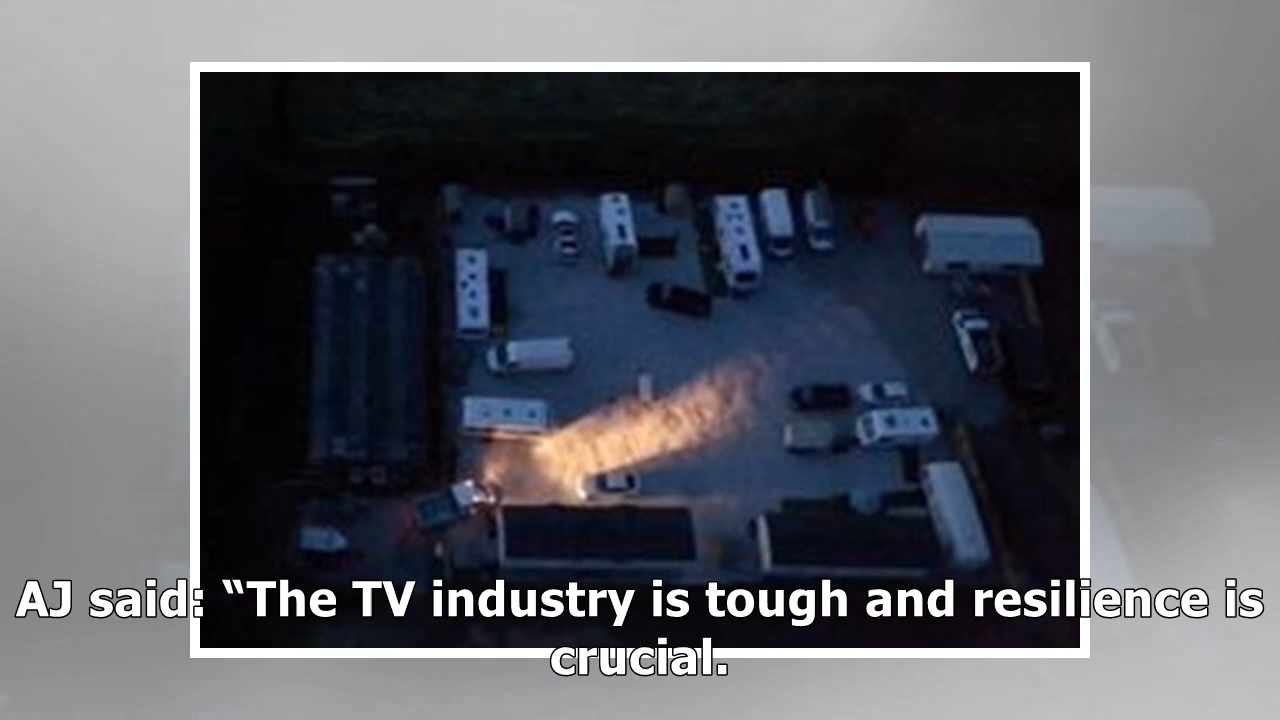 AJ said: “The TV industry is tough and resilience is
crucial.